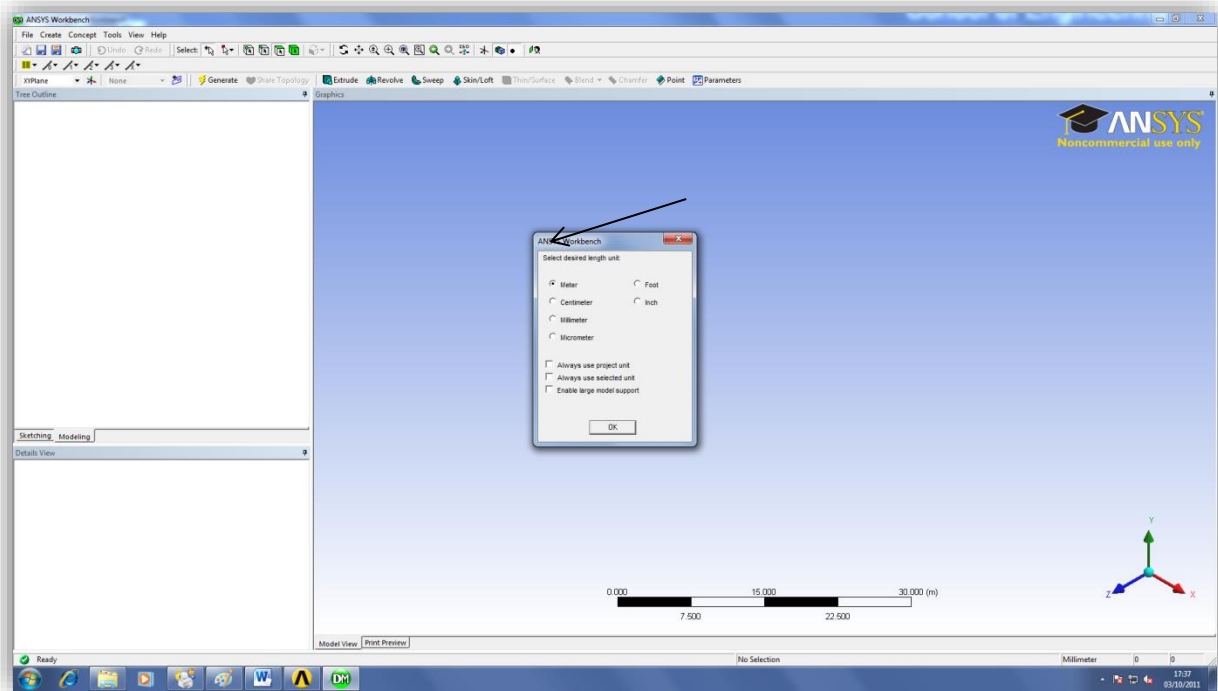 ANSYS Workbench
File Create Concept Tools View Help
Undo Redo Select:
XYPlane None Generate Share Topology Extrude Revolve Sweep Skin/Loft Thin/Surface Blend Chamfer Point Parameters
Tree Outline
Graphics
ANSYS
Noncommercial use only
Workbench
Select desired length unit:
Meter Foot
Centimeter Inch
Millimeter
Micrometer
Always use project unit
Always use selected unit
Enable large model support
OK
Sketching Modeling
Details View
Y
Z X
0.000 15.000 30.000 (m)
7.500 22.500
Model View Print Preview
Ready No Selection Millimeter 0 0
W DM 17:37
03/10/2011